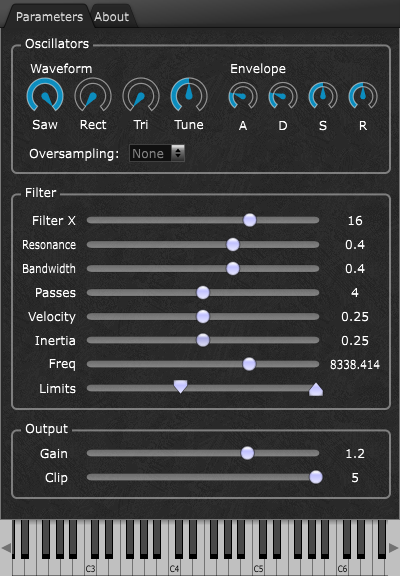 Parameters About
Oscillators
Waveform Envelope
Saw Rect Tri Tune A D S R
Oversampling: None
Filter
Filter X 16
Resonance 0.4
Bandwidth 0.4
Passes 4
Velocity 0.25
Inertia 0.25
Freq 8338.414
Limits
Output
Gain 1.2
Clip 5
C3 C4 C5 C6